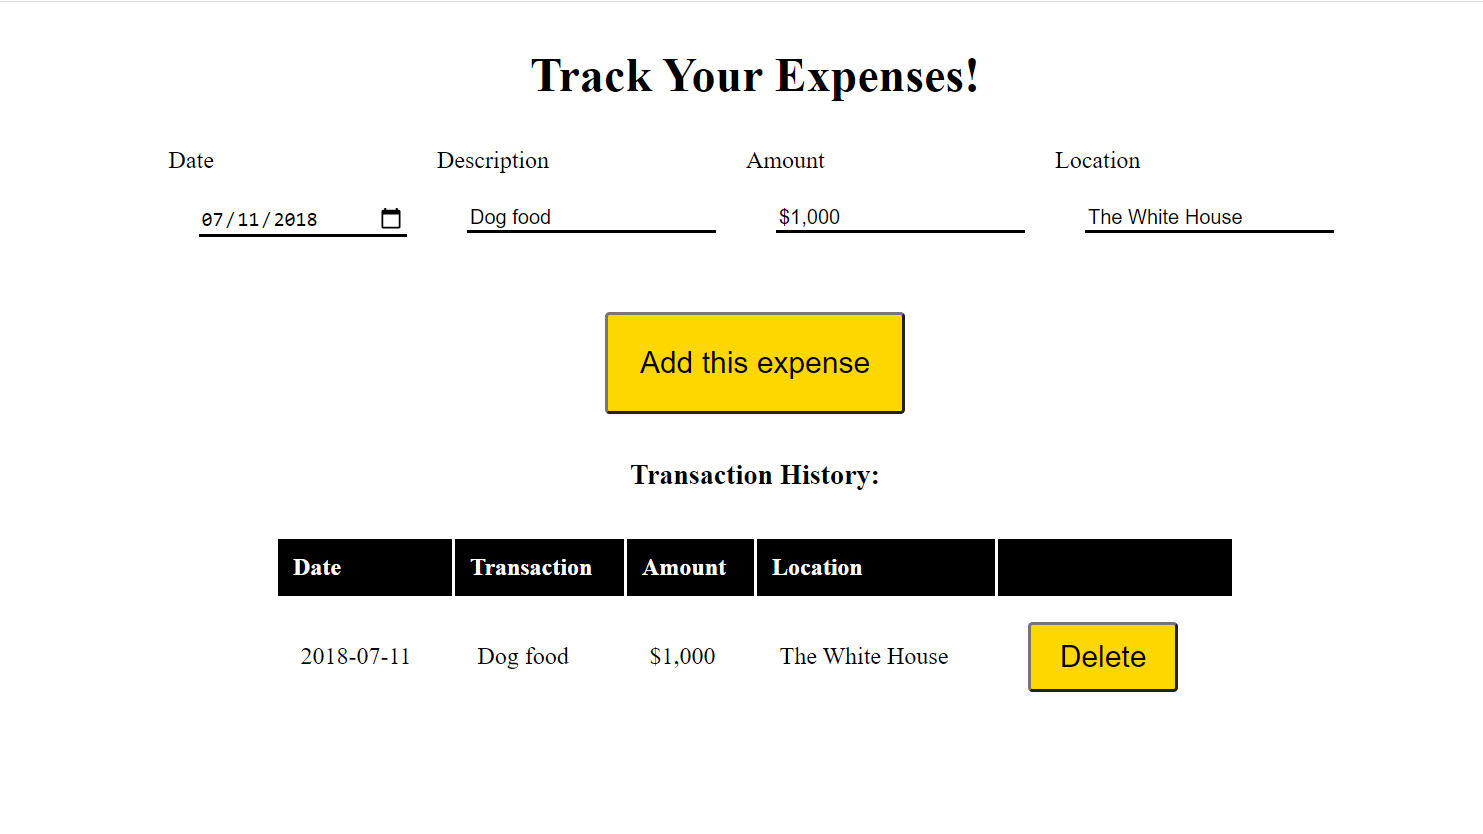 Track Your Expenses!
Date Description Amount Location
07/11/2018 Dog food $1,000 The White House
Add this expense
Transaction History:
Date Transaction Amount Location
2018-07-11 Dog food $1,000 The White House Delete